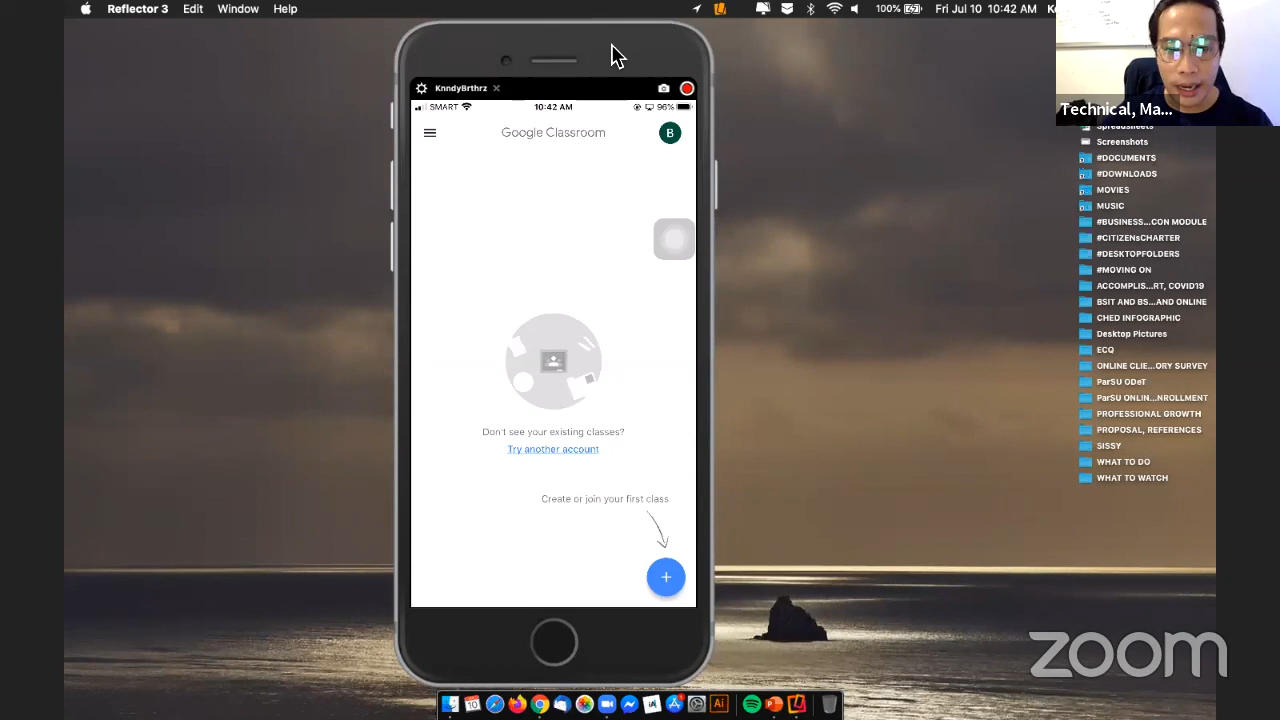 Reflector 3 Edit Window Help
100% Fri Jul 10 10:42 AM
Technical, Ma...
KnndyBrthrz
SMART 10:42 AM 96%
Google Classroom
B
Don't see your existing classes?
Try another account
Create or join your first class
+
Spreadsheets
Screenshots
#DOCUMENTS
#DOWNLOADS
MOVIES
MUSIC
#BUSINESS...CON MODULE
#CITIZENsCHARTER
#DESKTOPFOLDERS
#MOVING ON
ACCOMPLIS...RT, COVID19
BSIT AND BS...AND ONLINE
CHED INFOGRAPHIC
Desktop Pictures
ECQ
ONLINE CLIE...ORY SURVEY
ParSU ODeT
ParSU ONLIN...NROLLMENT
PROFESSIONAL GROWTH
PROPOSAL, REFERENCES
SISSY
WHAT TO DO
WHAT TO WATCH
zoom
10
Ai